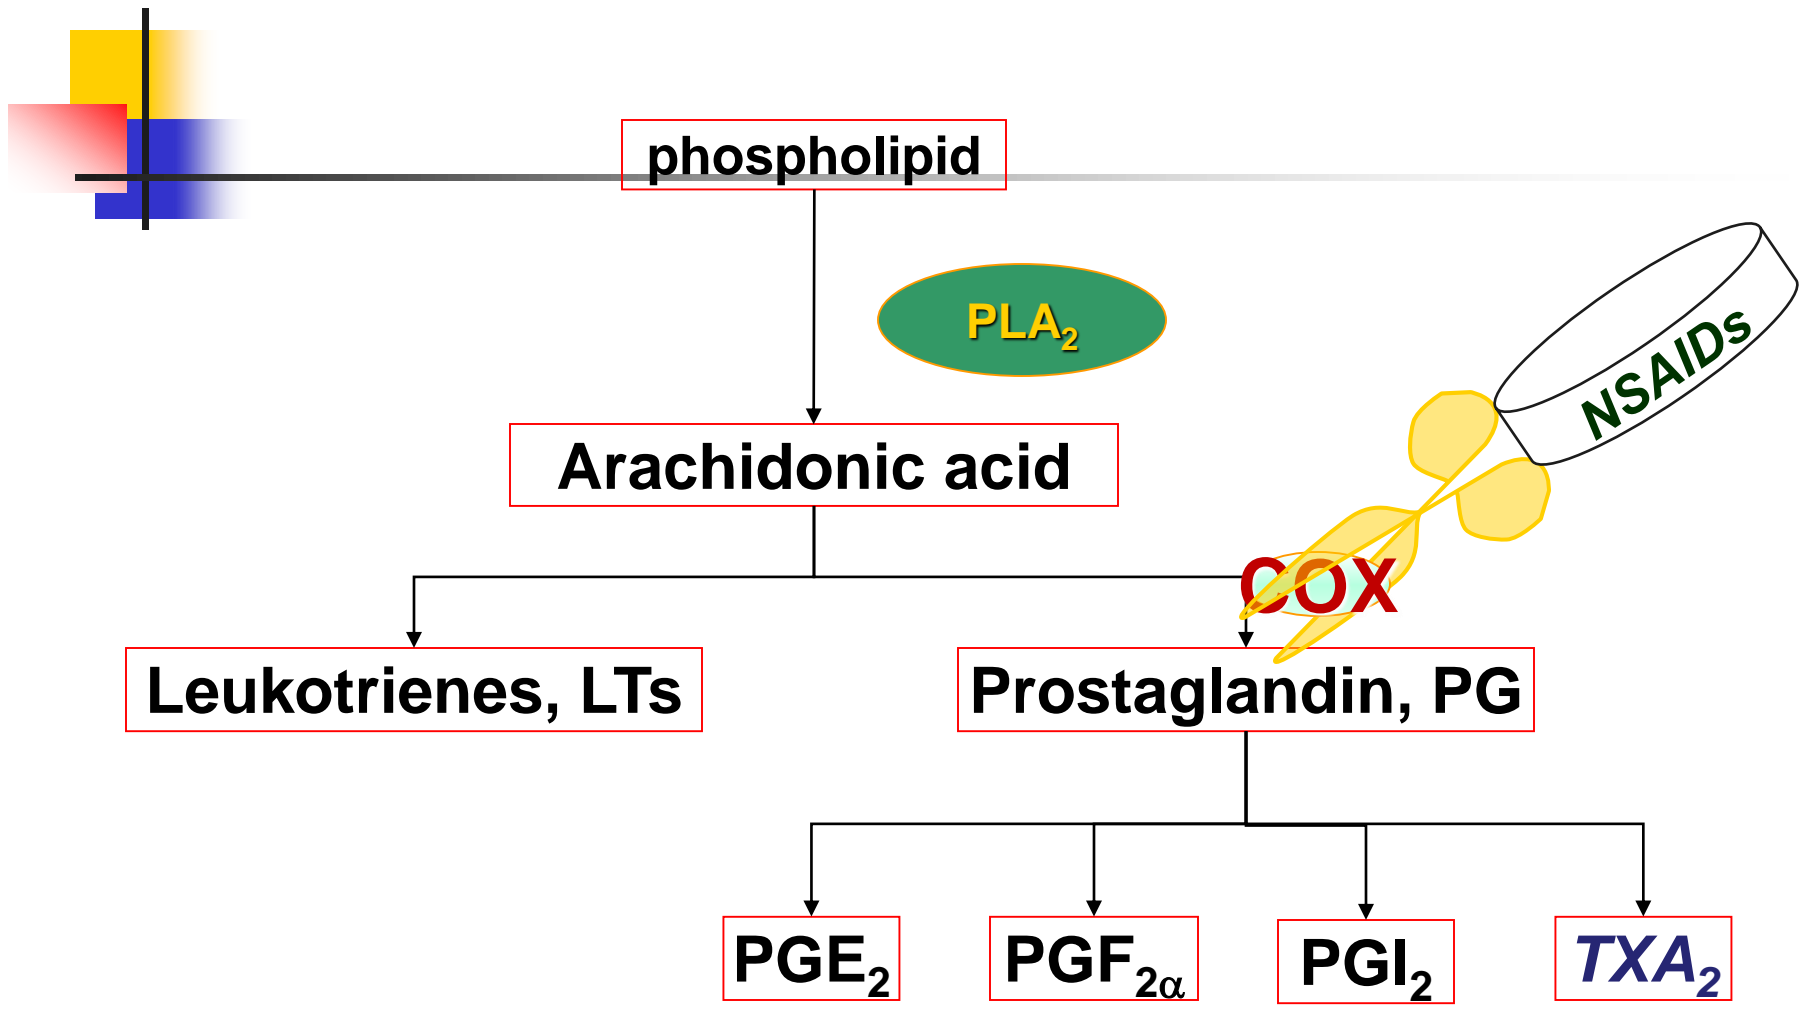 phospholipid
PLA₂
NSAIDs
Arachidonic acid
COX
Leukotrienes, LTs
Prostaglandin, PG
PGE₂
PGF₂α
PGI₂
TXA₂